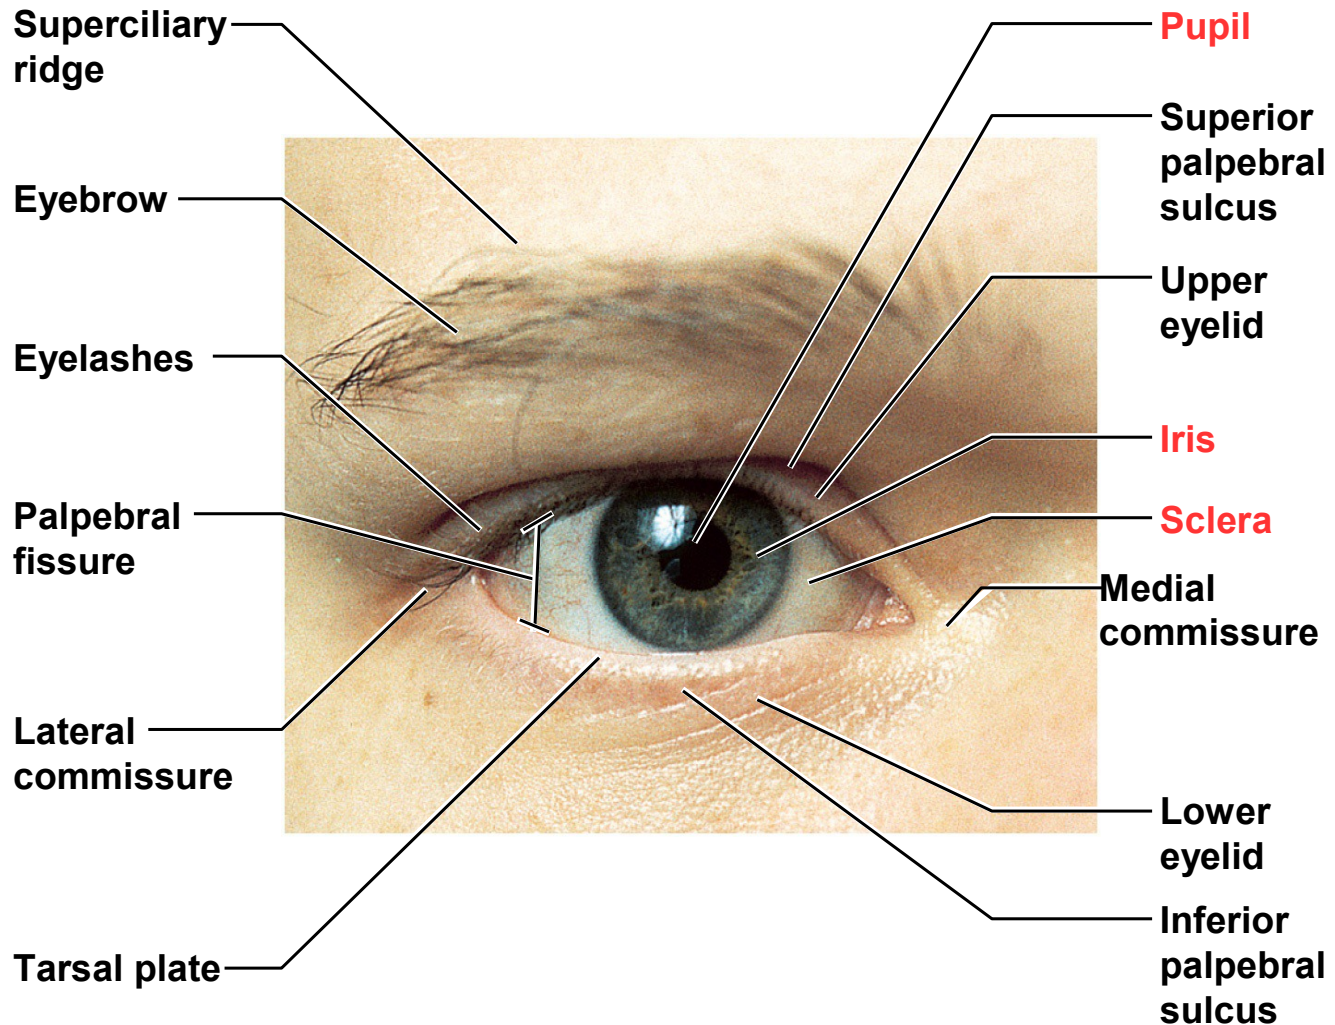 Superciliary
ridge
Eyebrow
Eyelashes
Palpebral
fissure
Lateral
commissure
Tarsal plate
Pupil
Superior
palpebral
sulcus
Upper
eyelid
Iris
Sclera
Medial
commissure
Lower
eyelid
Inferior
palpebral
sulcus